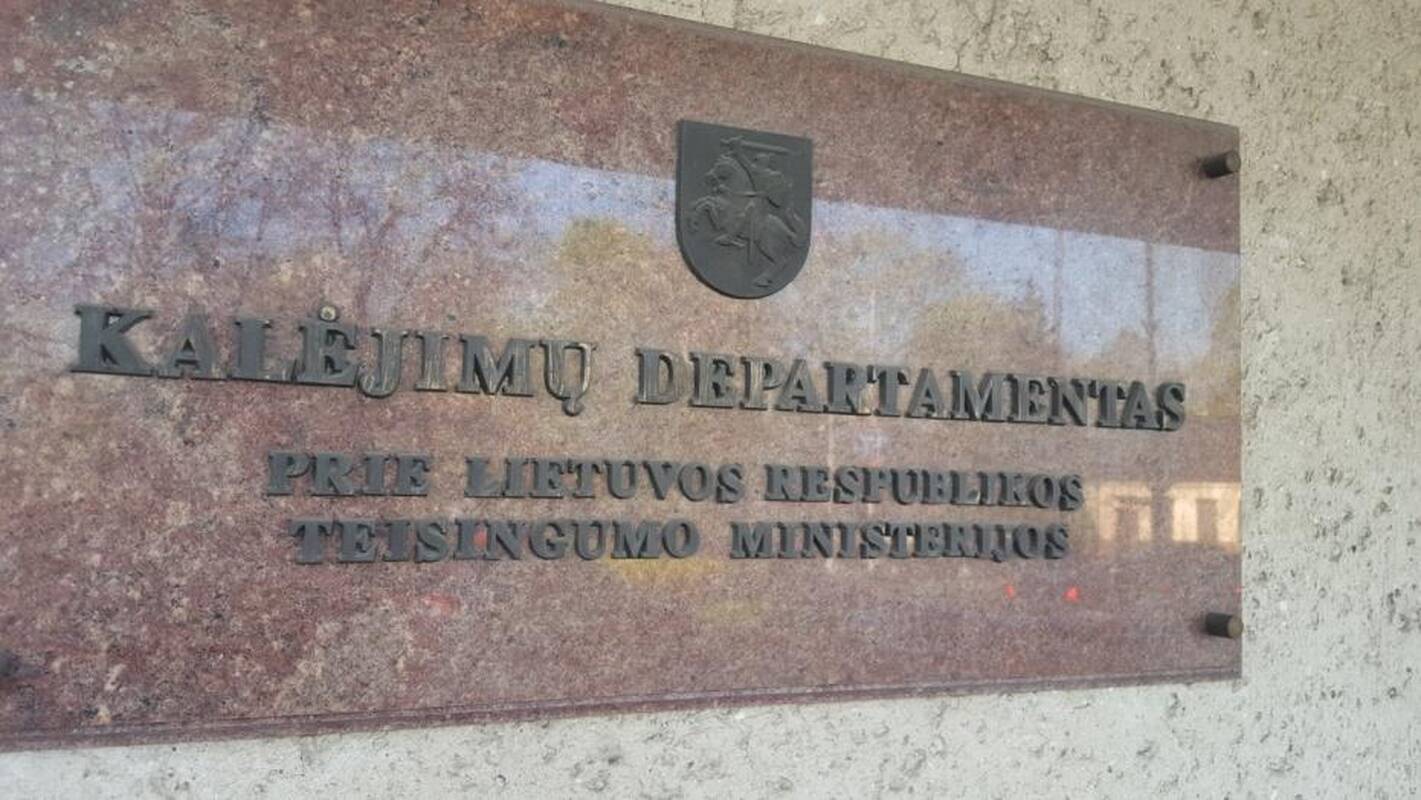 KALĖJIMŲ DEPARTAMENTAS
PRIE LIETUVOS RESPUBLIKOS
TEISINGUMO MINISTERIJOS